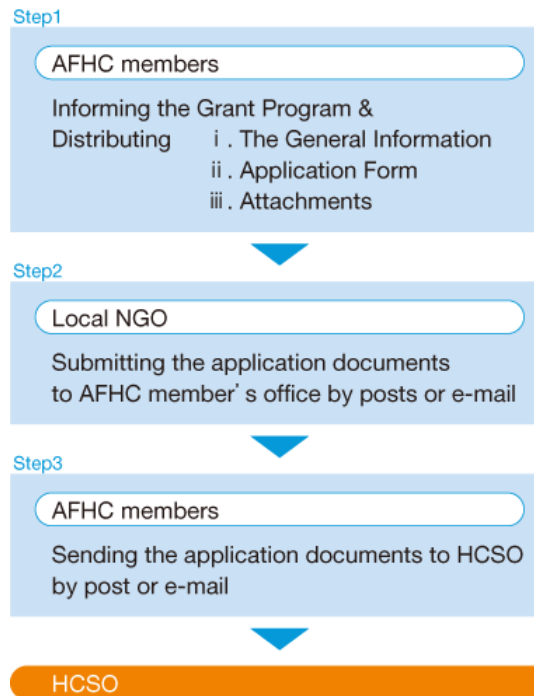 Step1
AFHC members
Informing the Grant Program &
Distributing ⅰ. The General Information
ⅱ. Application Form
ⅲ. Attachments
Step2
Local NGO
Submitting the application documents
to AFHC member's office by posts or e-mail
Step3
AFHC members
Sending the application documents to HCSO
by post or e-mail
HCSO